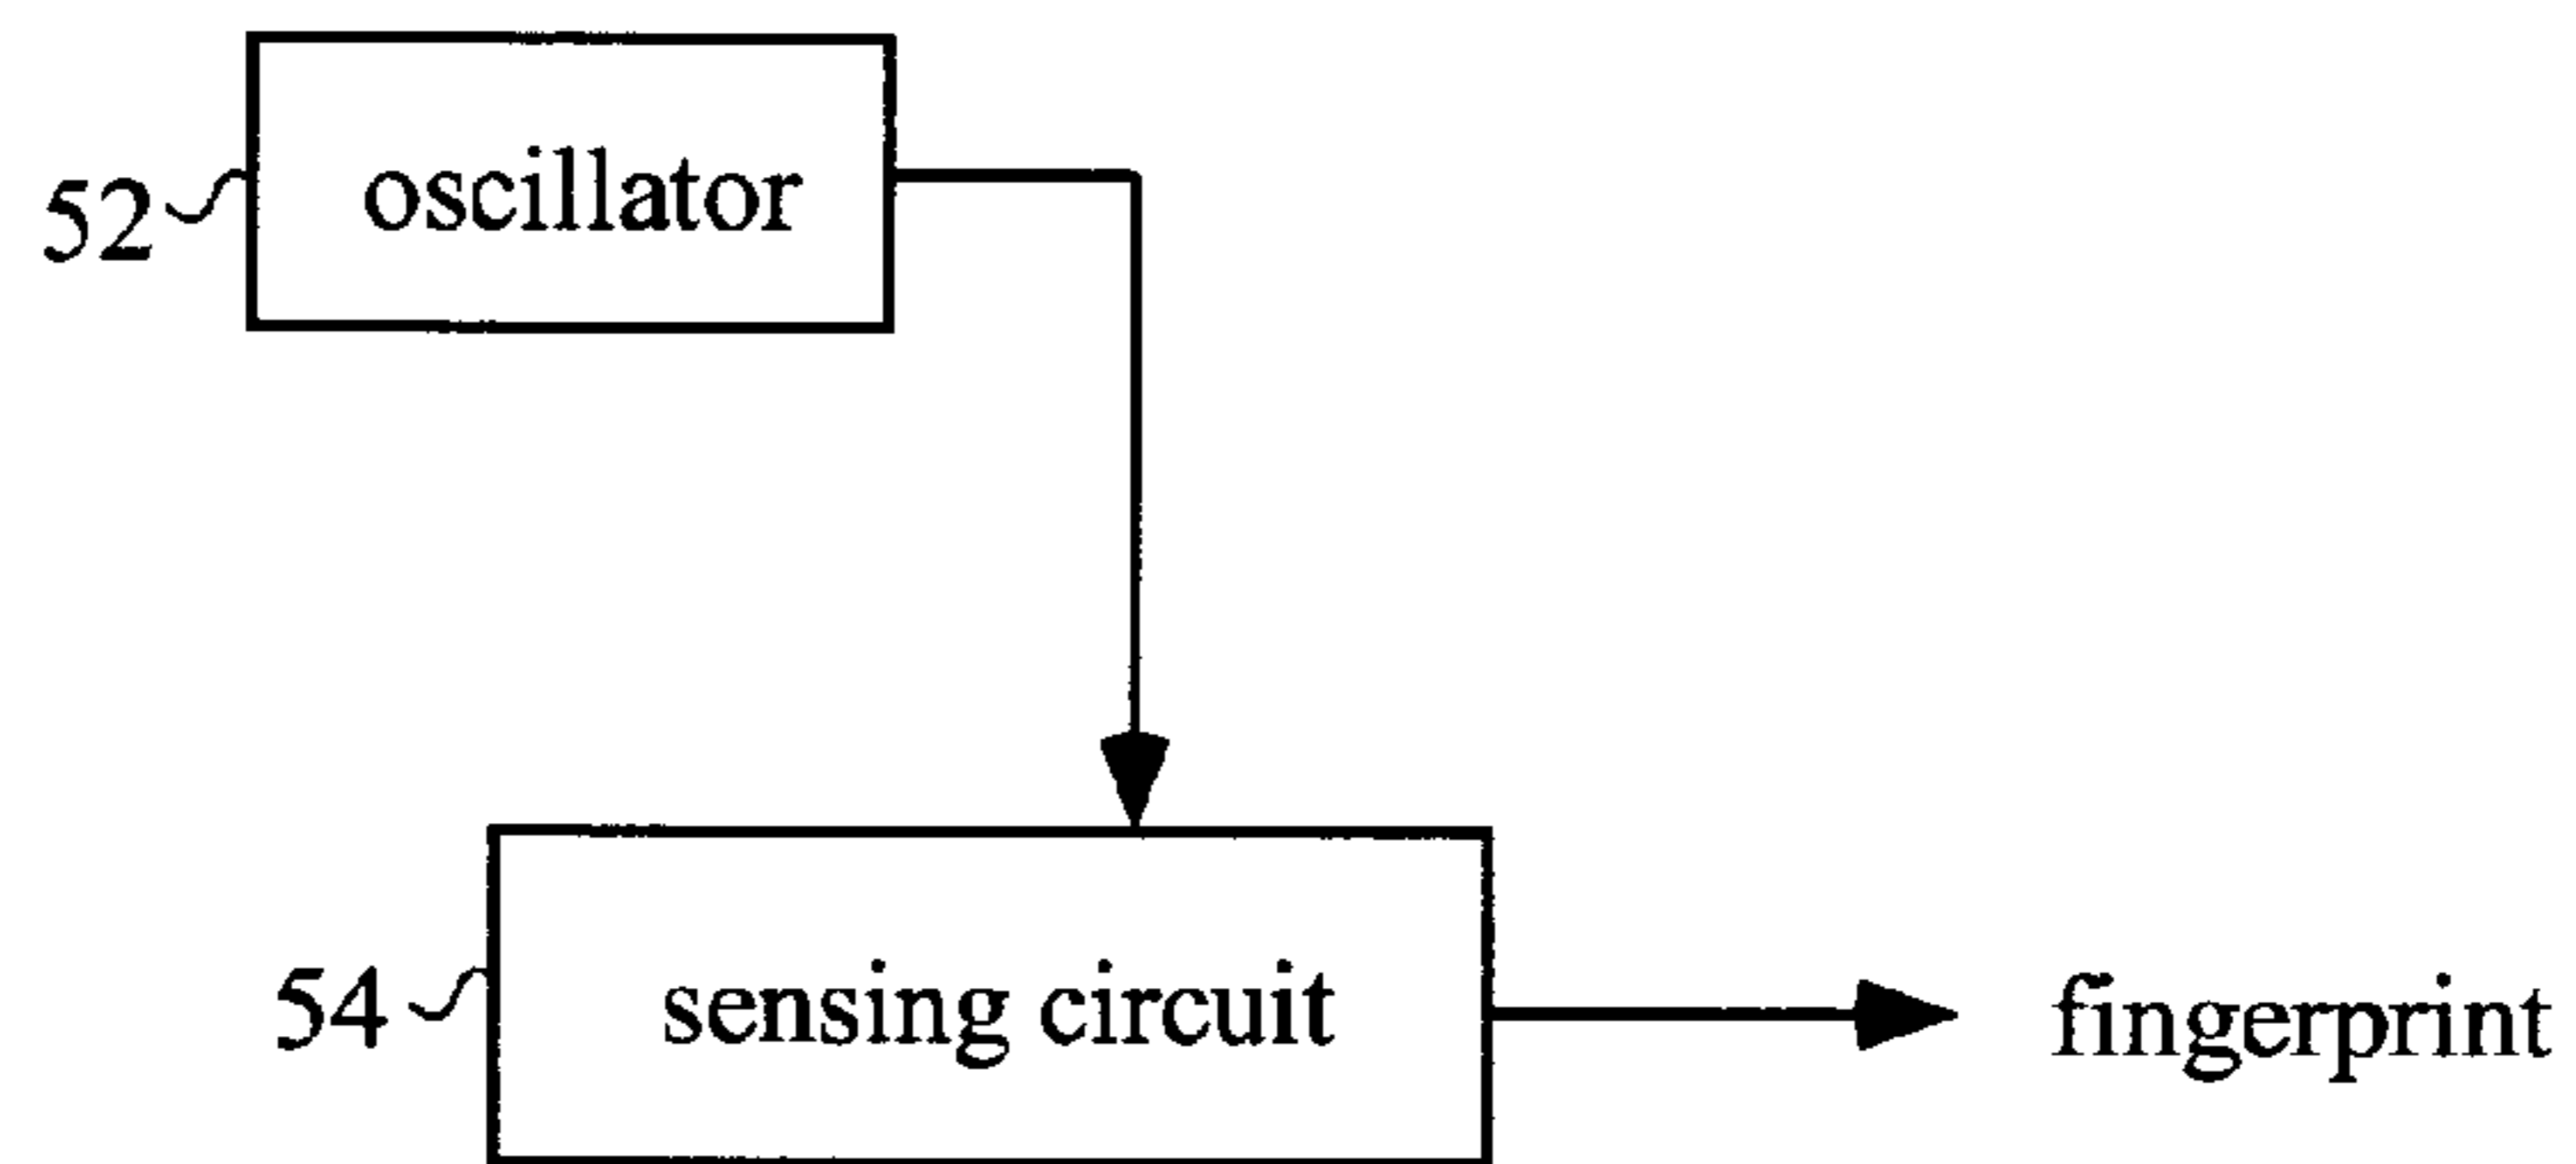 52
oscillator
54
sensing circuit
fingerprint